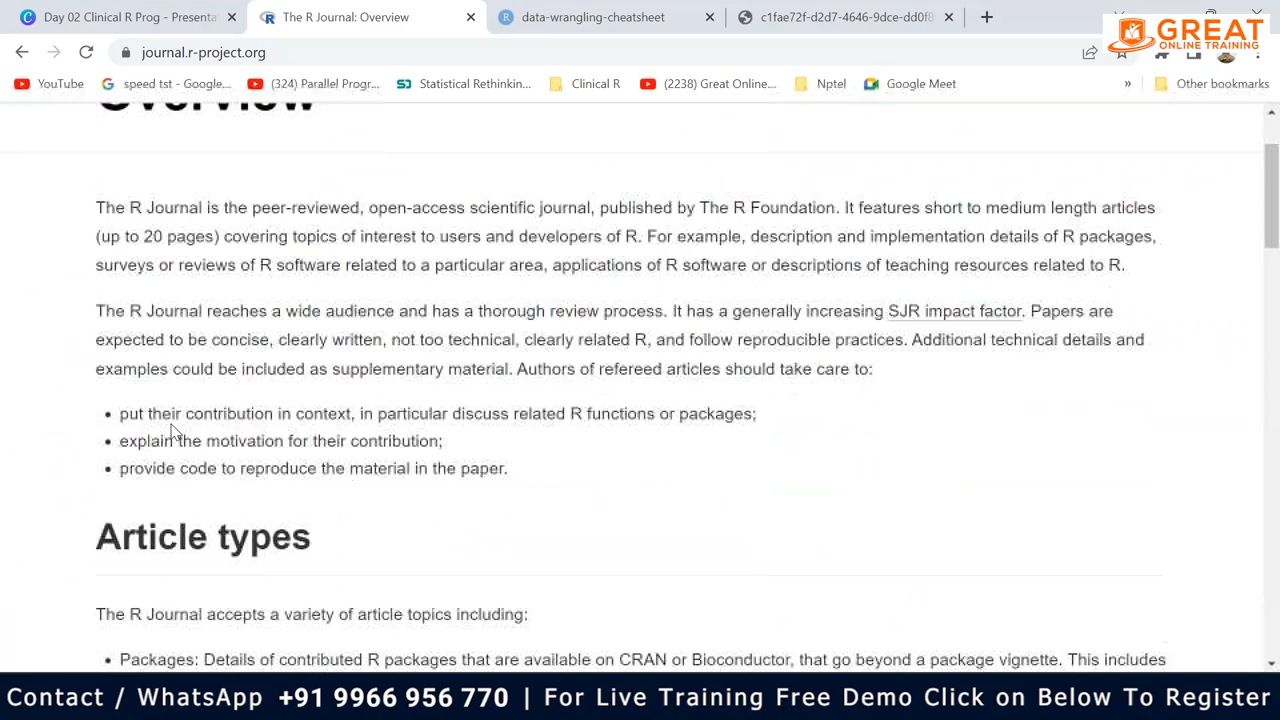 Day 02 Clinical R Prog - Presenta
The R Journal: Overview
data-wrangling-cheatsheet
c1fae72f-d2d7-4646-9dce-dd0f8
GREAT
ONLINE TRAINING
journal.r-project.org
YouTube
speed tst - Google...
(324) Parallel Progr...
Statistical Rethinkin...
Clinical R
(2238) Great Online...
Nptel
Google Meet
»
Other bookmarks
Overview
The R Journal is the peer-reviewed, open-access scientific journal, published by The R Foundation. It features short to medium length articles
(up to 20 pages) covering topics of interest to users and developers of R. For example, description and implementation details of R packages,
surveys or reviews of R software related to a particular area, applications of R software or descriptions of teaching resources related to R.
The R Journal reaches a wide audience and has a thorough review process. It has a generally increasing SJR impact factor. Papers are
expected to be concise, clearly written, not too technical, clearly related R, and follow reproducible practices. Additional technical details and
examples could be included as supplementary material. Authors of refereed articles should take care to:
• put their contribution in context, in particular discuss related R functions or packages;
• explain the motivation for their contribution;
• provide code to reproduce the material in the paper.
Article types
The R Journal accepts a variety of article topics including:
• Packages: Details of contributed R packages that are available on CRAN or Bioconductor, that go beyond a package vignette. This includes
Contact / WhatsApp +91 9966 956 770 | For Live Training Free Demo Click on Below To Register